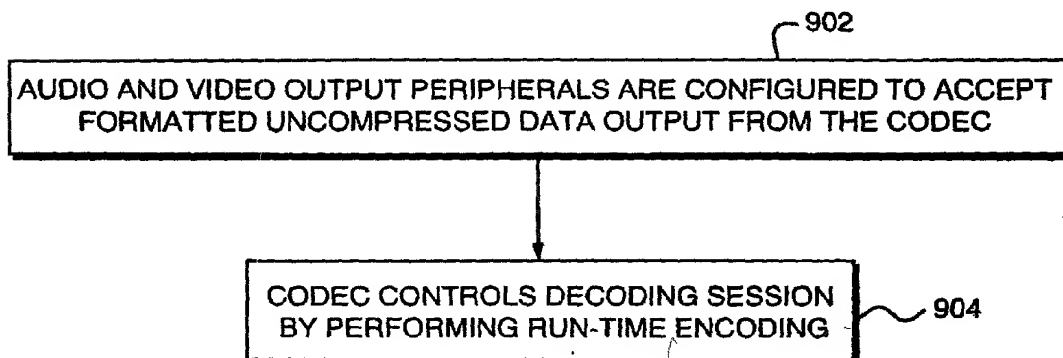 902
AUDIO AND VIDEO OUTPUT PERIPHERALS ARE CONFIGURED TO ACCEPT
FORMATTED UNCOMPRESSED DATA OUTPUT FROM THE CODEC
CODEC CONTROLS DECODING SESSION
BY PERFORMING RUN-TIME ENCODING
904